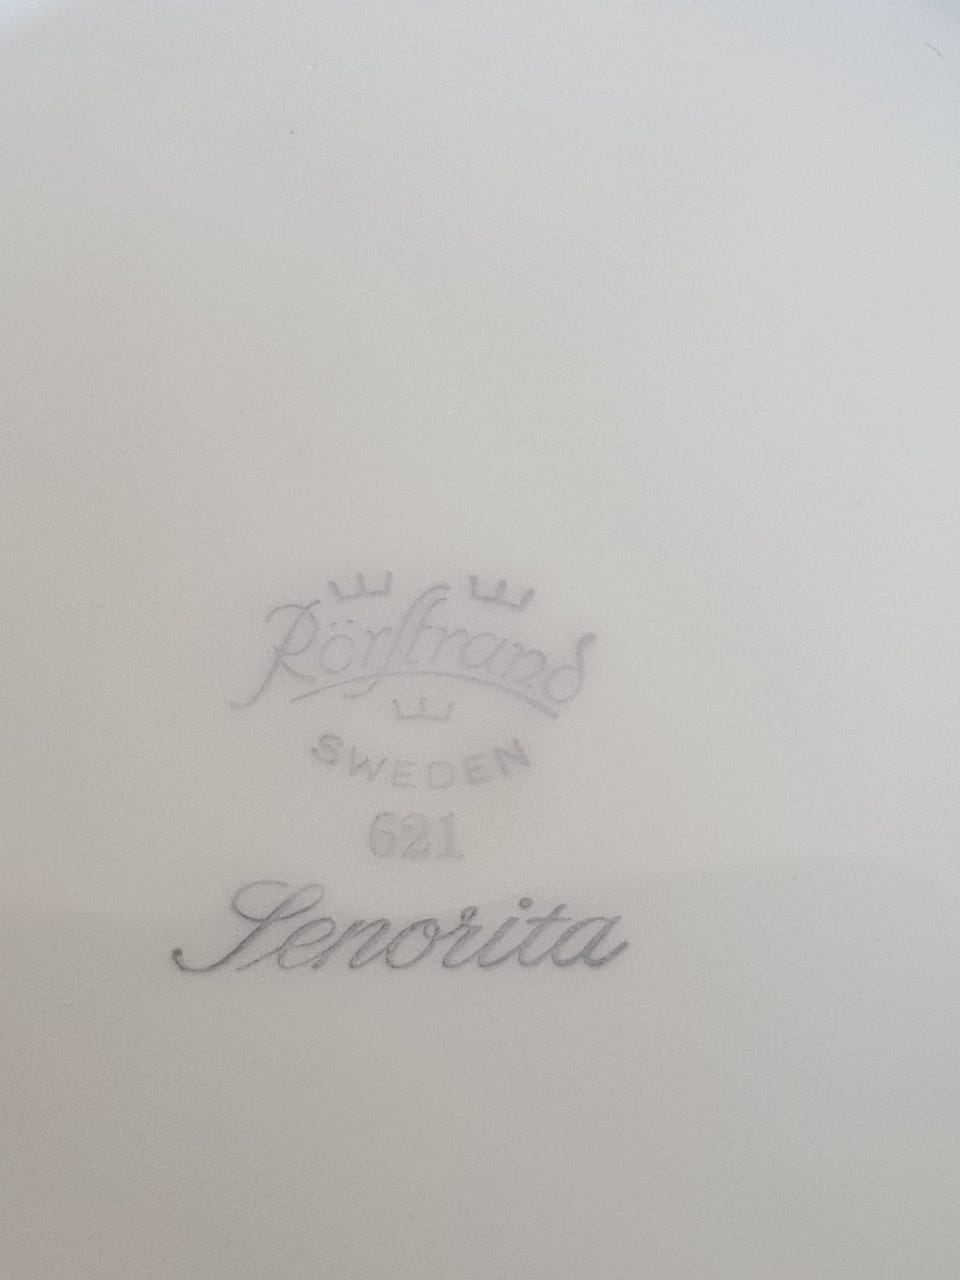 Rörstrand
SWEDEN
621
Senorita